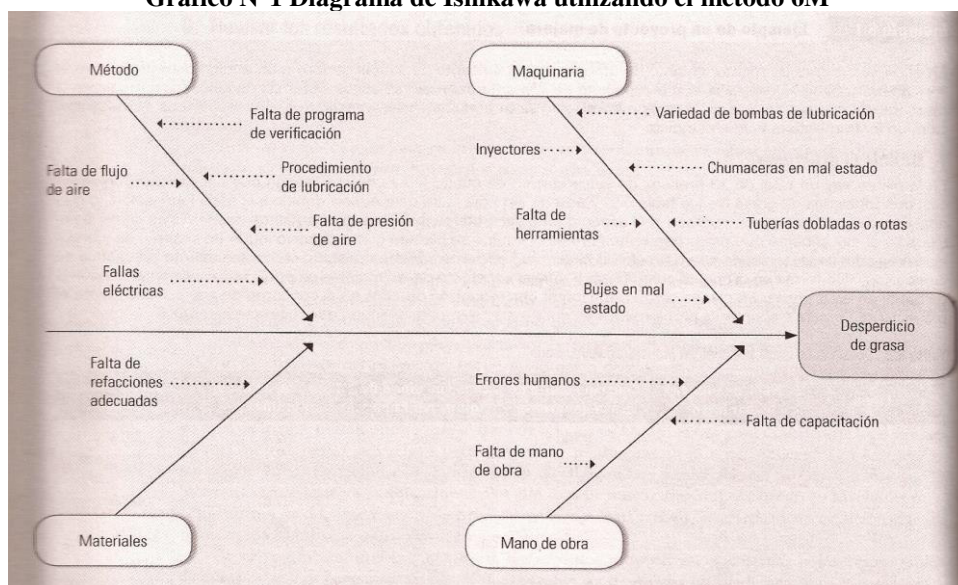 Gráfico N°1 Diagrama de Ishikawa utilizando el método 6M
Método
Falta de programa
de verificación
Falta de flujo
de aire
Procedimiento
de lubricación
Falta de presión
de aire
Fallas
eléctricas
Maquinaria
Variedad de bombas de lubricación
Inyectores
Chumaceras en mal estado
Falta de
herramientas
Tuberías dobladas o rotas
Bujes en mal
estado
Desperdicio
de grasa
Falta de
refacciones
adecuadas
Materiales
Errores humanos
Falta de capacitación
Falta de mano
de obra
Mano de obra